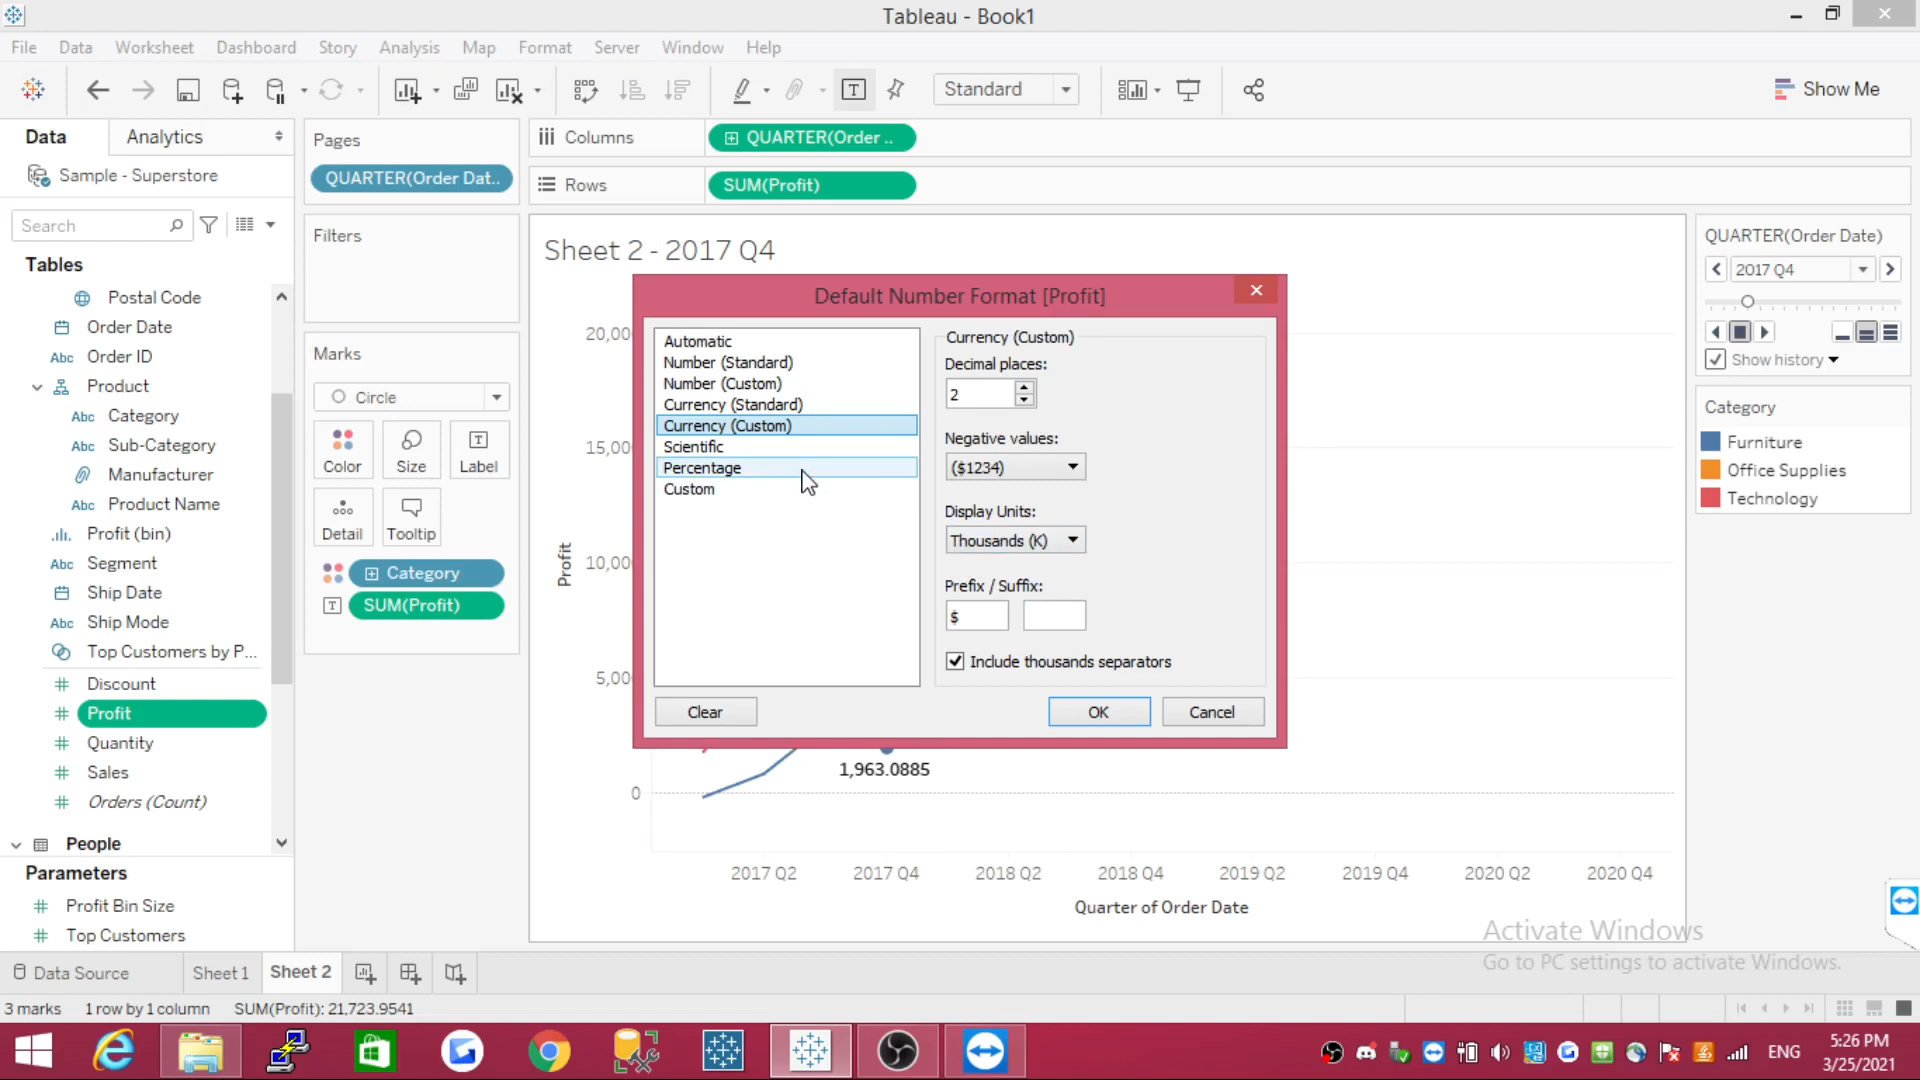 Tableau - Book1
File Data Worksheet Dashboard Story Analysis Map Format Server Window Help
Standard
Show Me
Data
Analytics
Sample - Superstore
Search
Tables
Postal Code
Order Date
Order ID
Product
Category
Sub-Category
Manufacturer
Product Name
Profit (bin)
Segment
Ship Date
Ship Mode
Top Customers by P...
Discount
Profit
Quantity
Sales
Orders (Count)
People
Parameters
Profit Bin Size
Top Customers
Pages
QUARTER(Order Dat..
Filters
Marks
Circle
Color
Size
Label
Detail
Tooltip
Category
SUM(Profit)
Columns
QUARTER(Order ..
Rows
SUM(Profit)
Sheet 2 - 2017 Q4
Profit
20,00
15,00
10,00
5,00
0
1,963.0885
2017 Q2 2017 Q4 2018 Q2 2018 Q4 2019 Q2 2019 Q4 2020 Q2 2020 Q4
Quarter of Order Date
Default Number Format [Profit]
Automatic
Number (Standard)
Number (Custom)
Currency (Standard)
Currency (Custom)
Scientific
Percentage
Custom
Currency (Custom)
Decimal places:
2
Negative values:
($1234)
Display Units:
Thousands (K)
Prefix / Suffix:
$
Include thousands separators
Clear
OK
Cancel
QUARTER(Order Date)
2017 Q4
Show history
Category
Furniture
Office Supplies
Technology
Activate Windows
Go to PC settings to activate Windows.
Data Source
Sheet 1
Sheet 2
3 marks 1 row by 1 column SUM(Profit): 21,723.9541
ENG
5:26 PM
3/25/2021